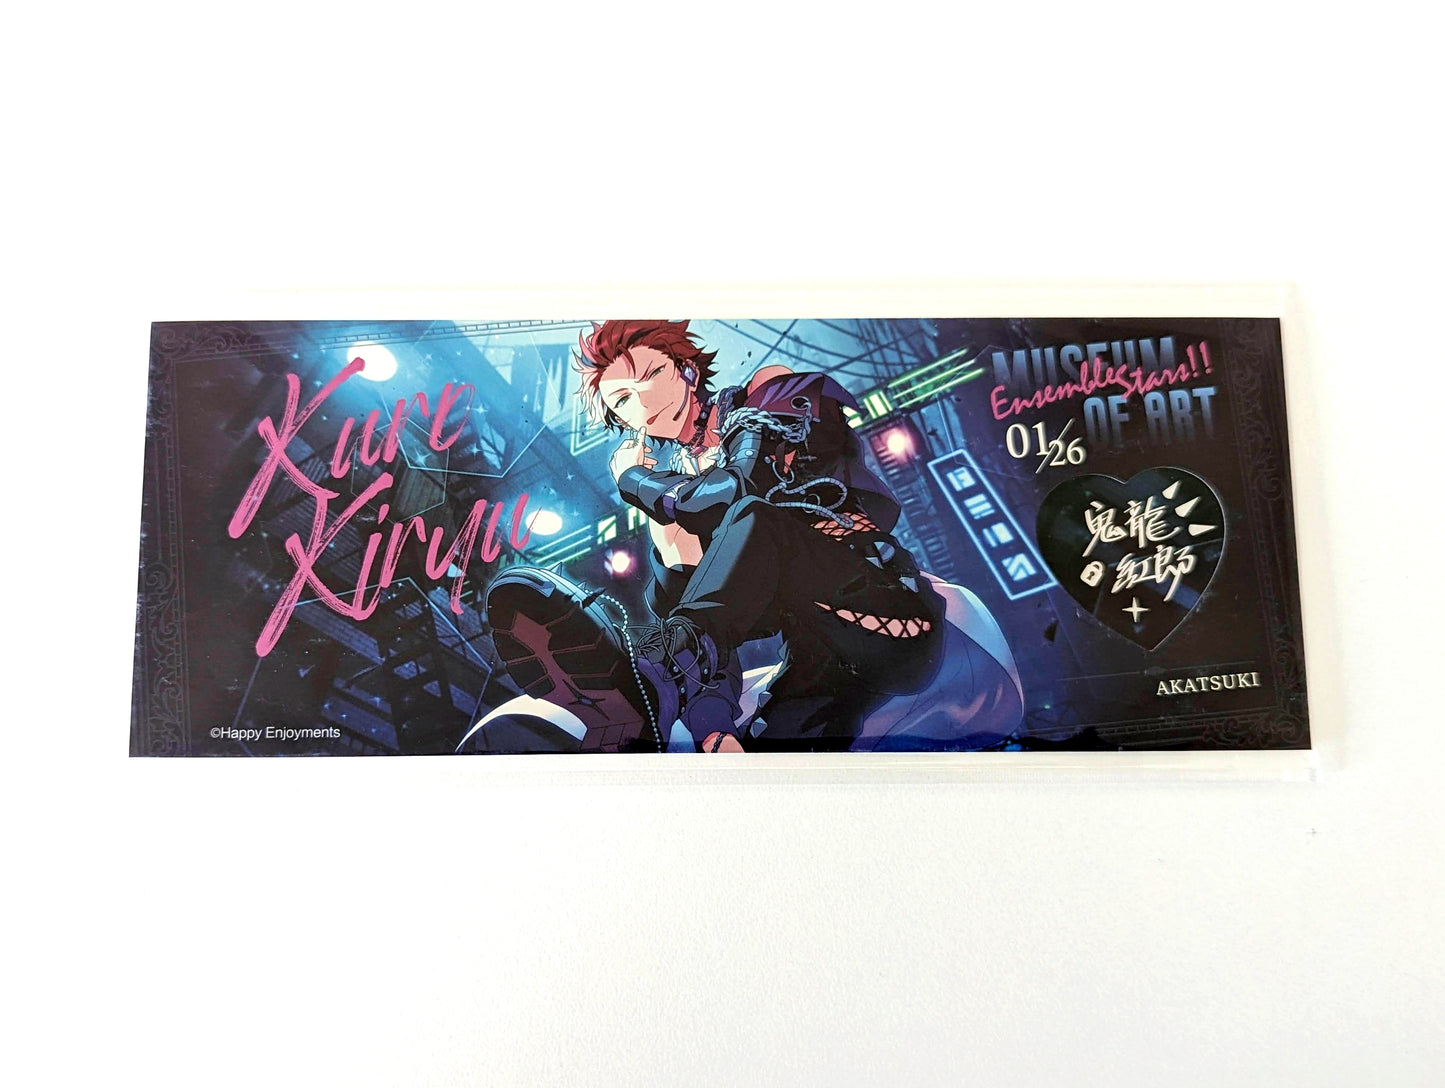 Kuro
Kiryu
MUSEUM
Ensemble Stars!!
OF ART
01/26
鬼龍
紅郎
AKATSUKI
©Happy Enjoyments